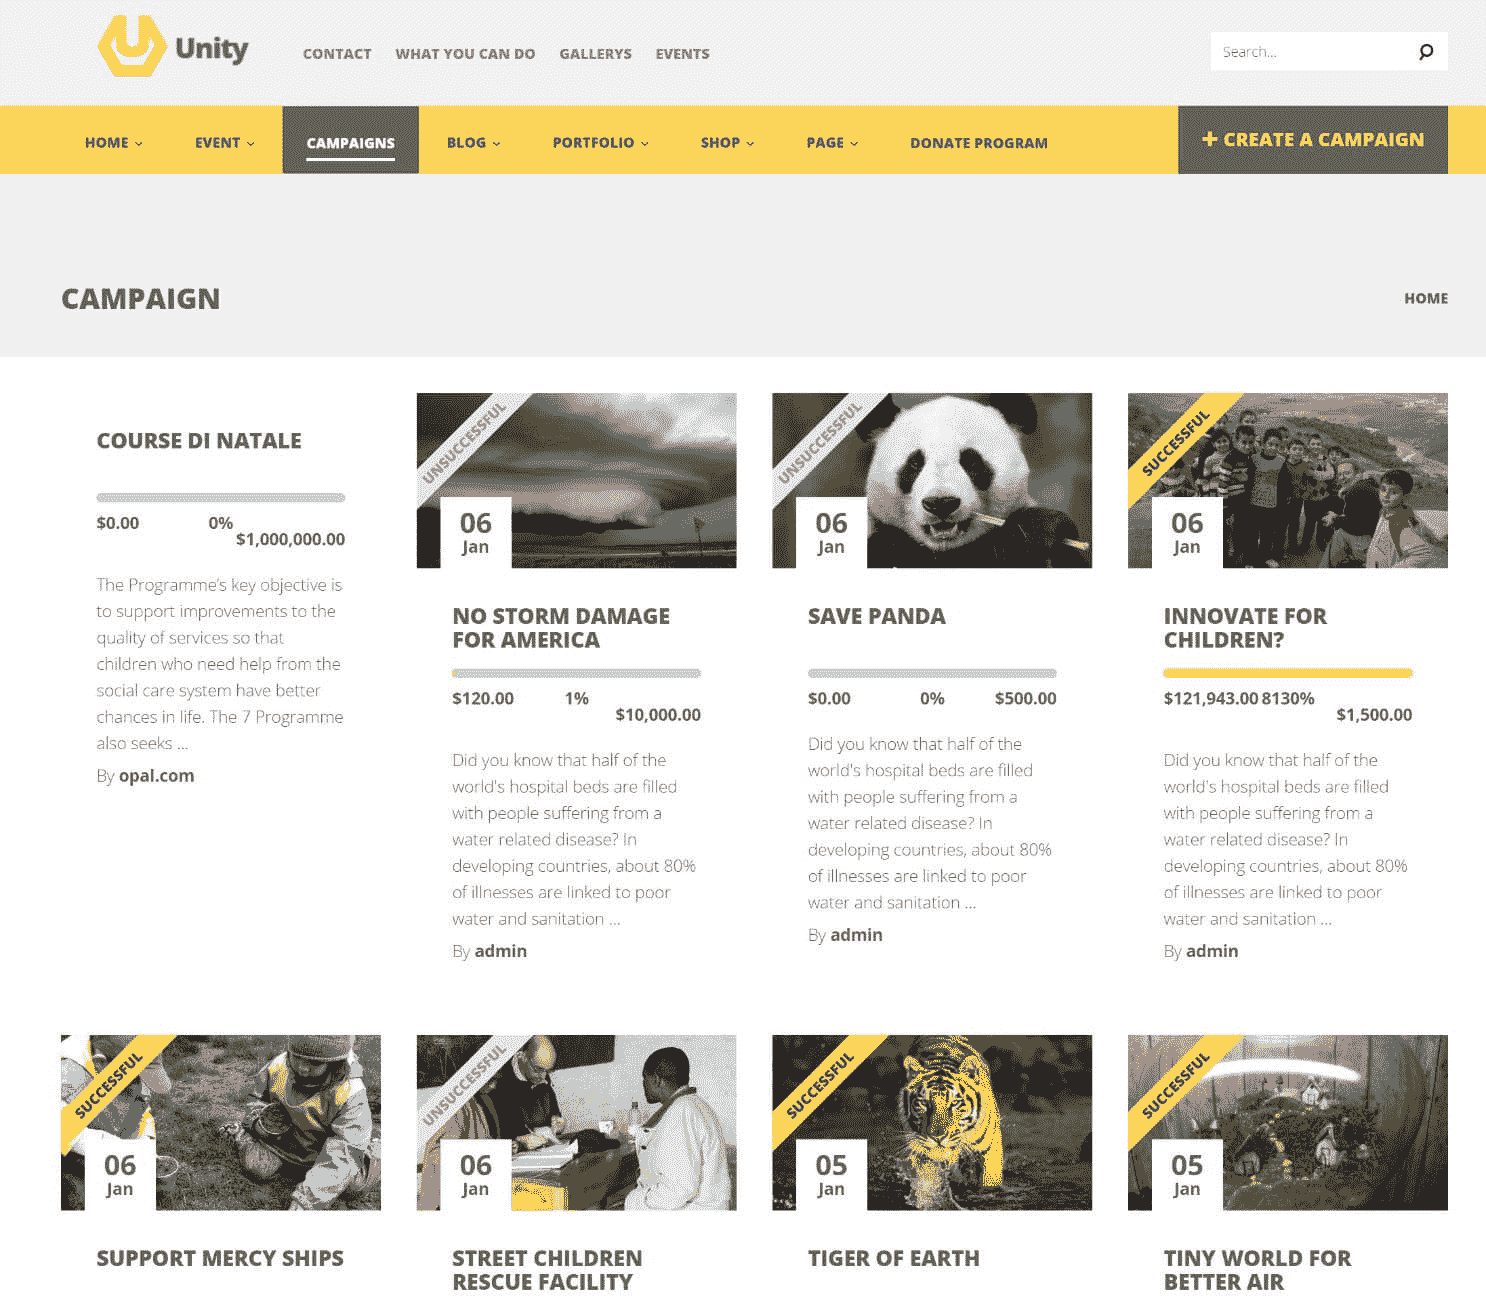 Unity
CONTACT WHAT YOU CAN DO GALLERYS EVENTS
Search...
HOME EVENT CAMPAIGNS BLOG PORTFOLIO SHOP PAGE DONATE PROGRAM
+ CREATE A CAMPAIGN
CAMPAIGN
HOME
COURSE DI NATALE
$0.00 0%
$1,000,000.00
The Programme's key objective is
to support improvements to the
quality of services so that
children who need help from the
social care system have better
chances in life. The 7 Programme
also seeks ...
By opal.com
UNSUCCESSFUL
06
Jan
NO STORM DAMAGE
FOR AMERICA
$120.00 1%
$10,000.00
Did you know that half of the
world's hospital beds are filled
with people suffering from a
water related disease? In
developing countries, about 80%
of illnesses are linked to poor
water and sanitation ...
By admin
UNSUCCESSFUL
06
Jan
SAVE PANDA
$0.00 0% $500.00
Did you know that half of the
world's hospital beds are filled
with people suffering from a
water related disease? In
developing countries, about 80%
of illnesses are linked to poor
water and sanitation ...
By admin
SUCCESSFUL
06
Jan
INNOVATE FOR
CHILDREN?
$121,943.00 8130%
$1,500.00
Did you know that half of the
world's hospital beds are filled
with people suffering from a
water related disease? In
developing countries, about 80%
of illnesses are linked to poor
water and sanitation ...
By admin
SUCCESSFUL
06
Jan
SUPPORT MERCY SHIPS
UNSUCCESSFUL
06
Jan
STREET CHILDREN
RESCUE FACILITY
SUCCESSFUL
05
Jan
TIGER OF EARTH
SUCCESSFUL
05
Jan
TINY WORLD FOR
BETTER AIR